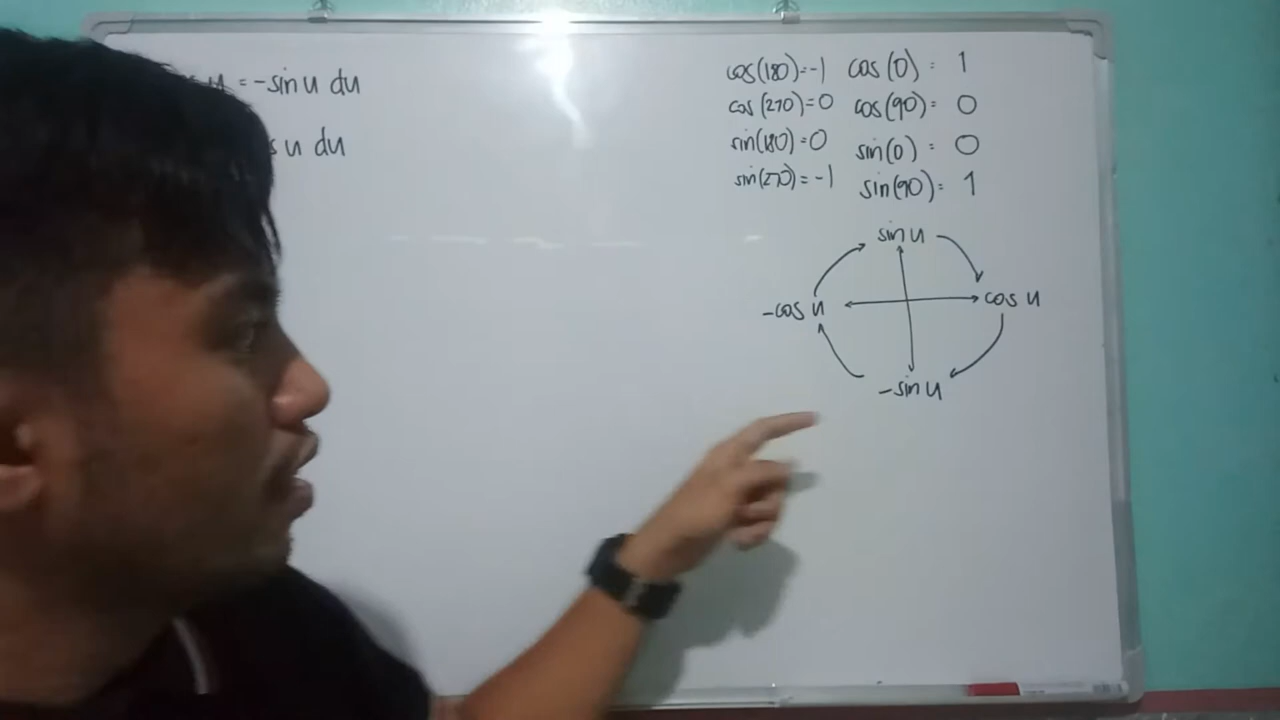 u = -sin u du
s u du
cos(180)=-1 cos(0) = 1
cos(270)=0 cos(90) = 0
sin(180)=0 sin(0) = 0
sin(270)=-1 sin(90) = 1
sin u
-cos u cos u
-sin u